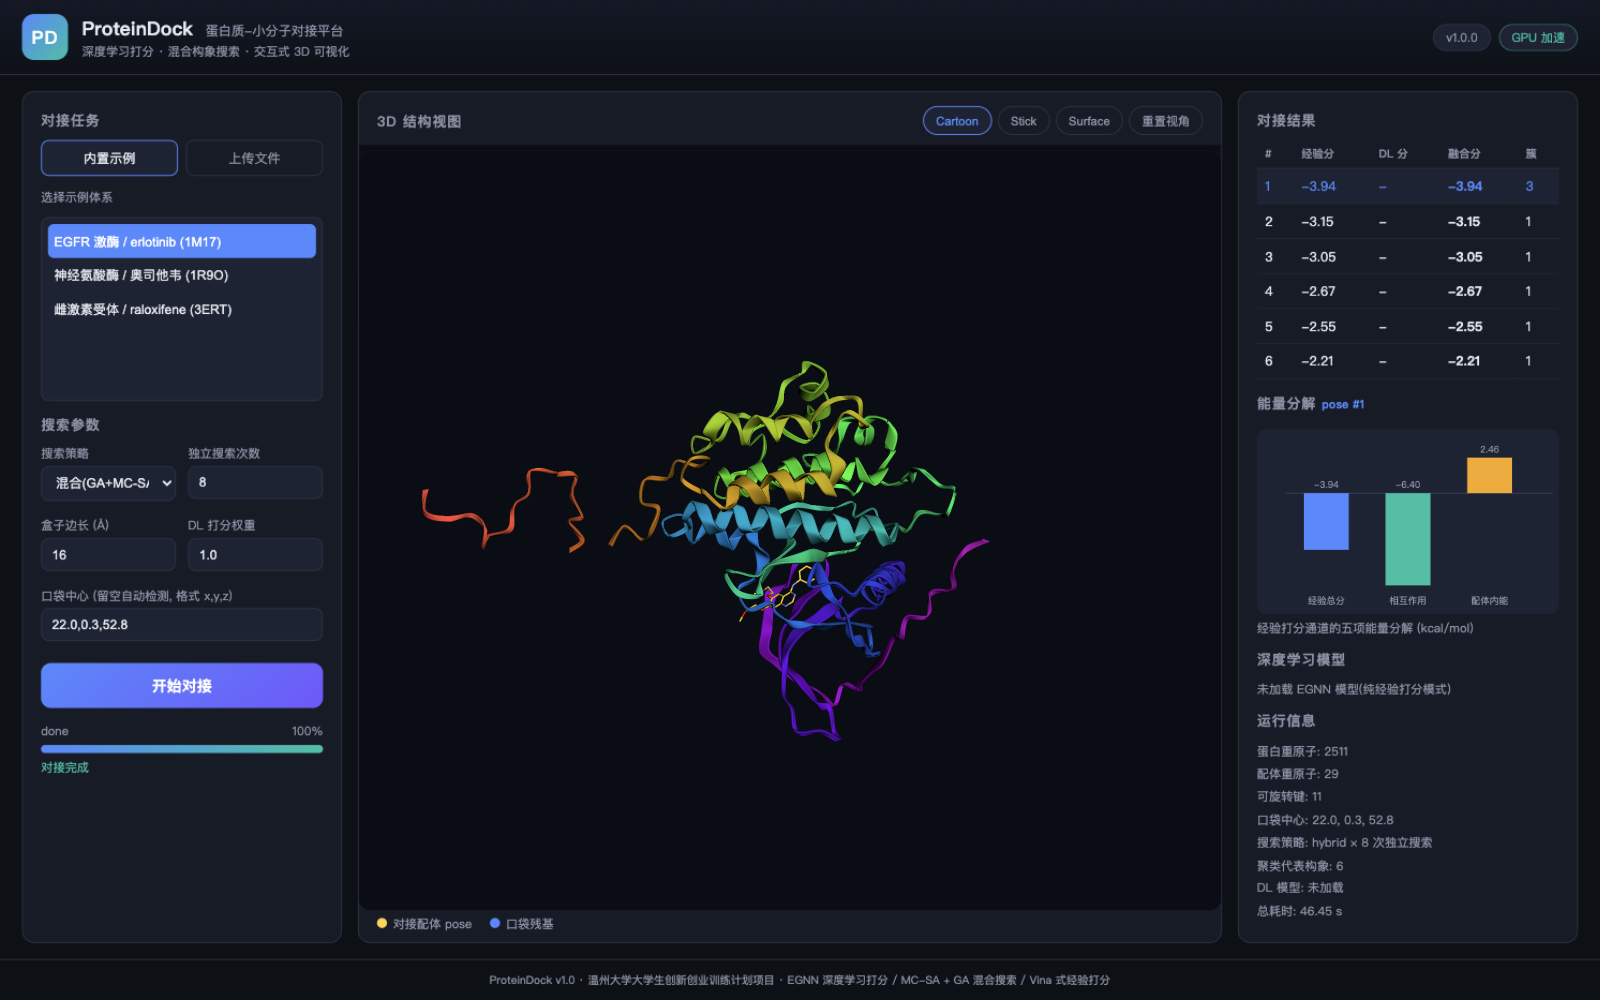 PD
ProteinDock 蛋白质-小分子对接平台
深度学习打分 · 混合构象搜索 · 交互式 3D 可视化
v1.0.0
GPU 加速
对接任务
内置示例
上传文件
选择示例体系
EGFR 激酶 / erlotinib (1M17)
神经氨酸酶 / 奥司他韦 (1R9O)
雌激素受体 / raloxifene (3ERT)
搜索参数
搜索策略
独立搜索次数
混合(GA+MC-SA
8
盒子边长 (Å)
DL 打分权重
16
1.0
口袋中心 (留空自动检测, 格式 x,y,z)
22.0,0.3,52.8
开始对接
done
100%
对接完成
3D 结构视图
Cartoon
Stick
Surface
重置视角
对接配体 pose
口袋残基
对接结果
# 经验分 DL 分 融合分 簇
1 −3.94 – −3.94 3
2 −3.15 – −3.15 1
3 −3.05 – −3.05 1
4 −2.67 – −2.67 1
5 −2.55 – −2.55 1
6 −2.21 – −2.21 1
能量分解 pose #1
2.46
−3.94
−6.40
经验总分
相互作用
配体内能
经验打分通道的五项能量分解 (kcal/mol)
深度学习模型
未加载 EGNN 模型(纯经验打分模式)
运行信息
蛋白重原子: 2511
配体重原子: 29
可旋转键: 11
口袋中心: 22.0, 0.3, 52.8
搜索策略: hybrid × 8 次独立搜索
聚类代表构象: 6
DL 模型: 未加载
总耗时: 46.45 s
ProteinDock v1.0 · 温州大学大学生创新创业训练计划项目 · EGNN 深度学习打分 / MC-SA + GA 混合搜索 / Vina 式经验打分